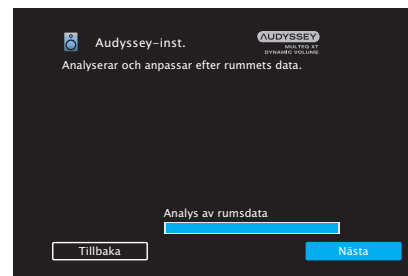 Audyssey-inst.
AUDYSSEY
MULTEQ XT
DYNAMIC VOLUME
Analyserar och anpassar efter rummets data.
Analys av rumsdata
Tillbaka
Nästa